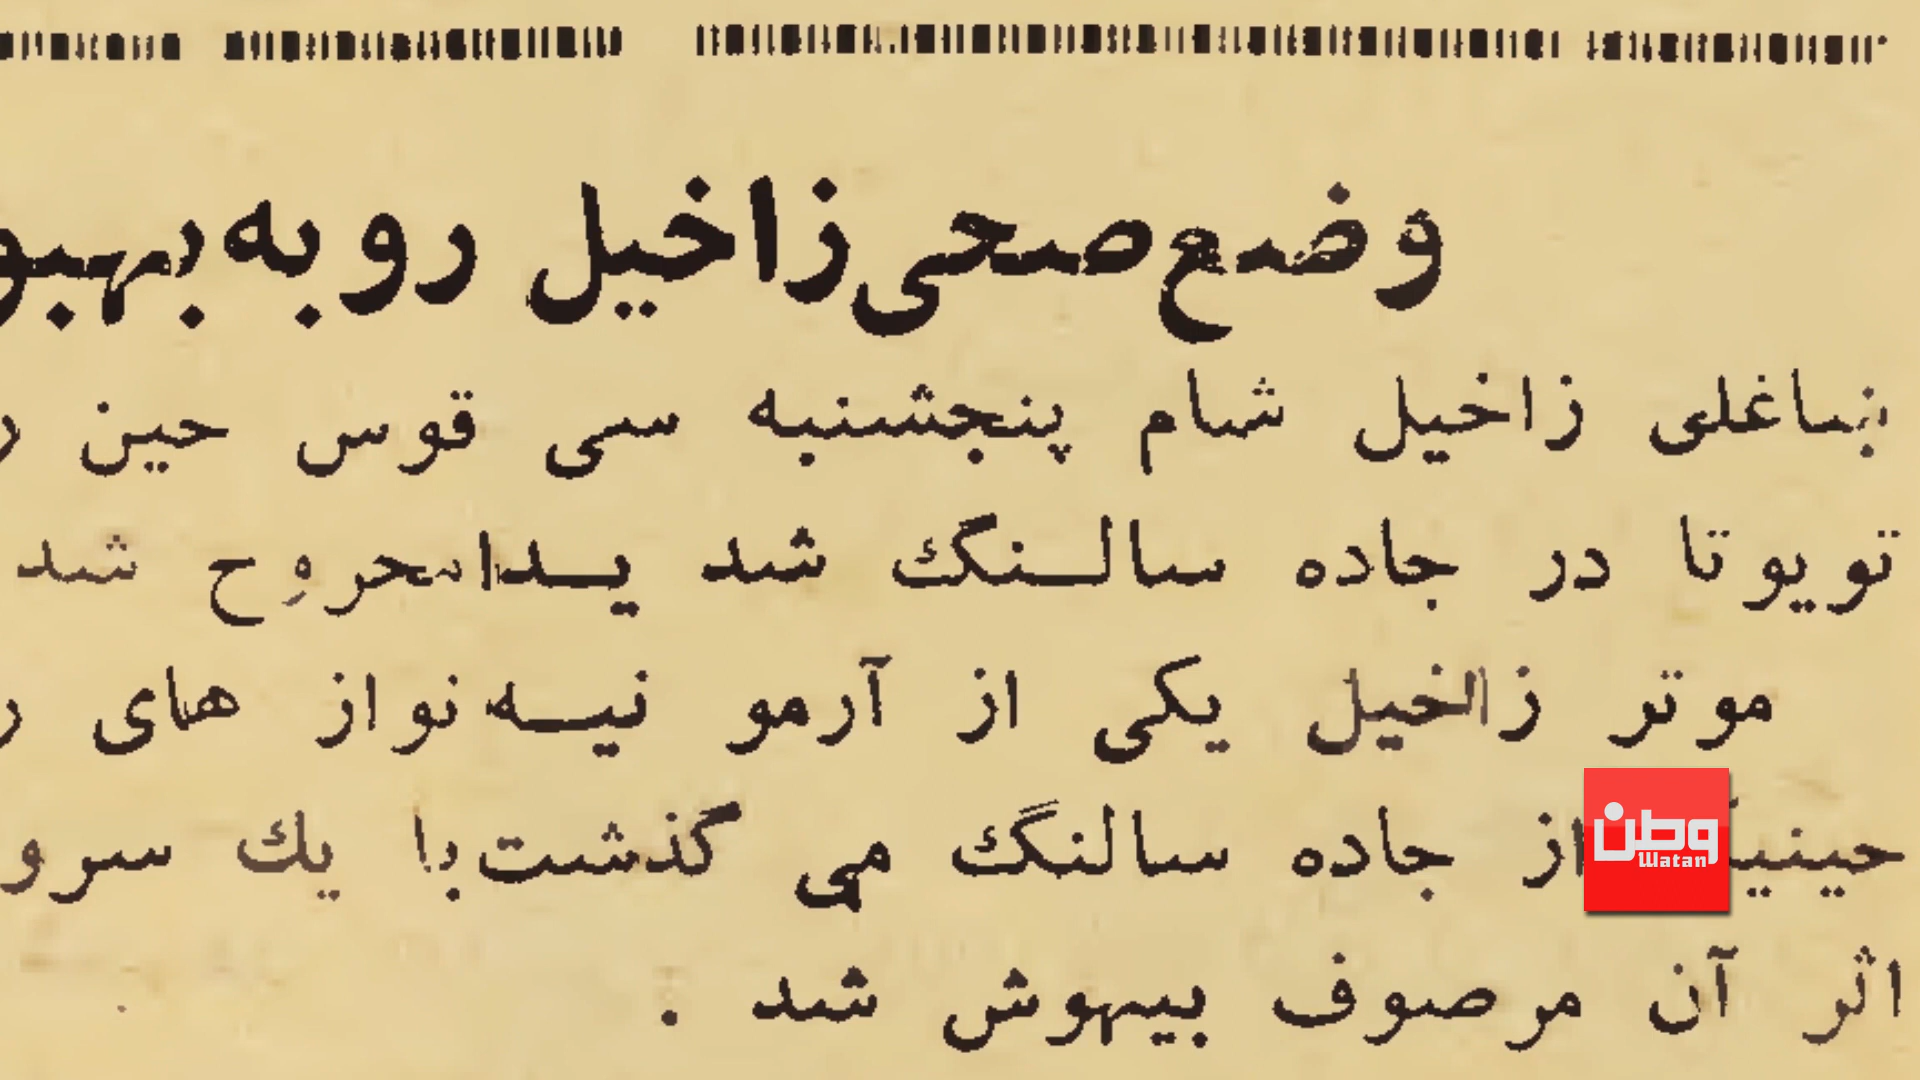 وضع صحی زاخیل رو به بهبو
ښاغلی زاخیل شام پنجشنبه سی قوس حین ر
تویوتا در جاده سالنگ شد یدا مجروح شد
موتر زاخیل یکی از آرمو نیه نواز های ر
از جاده سالنگ می گذشت با یك سرو
اثر آن مرصوف بیهوش شد .
وطن
Watan